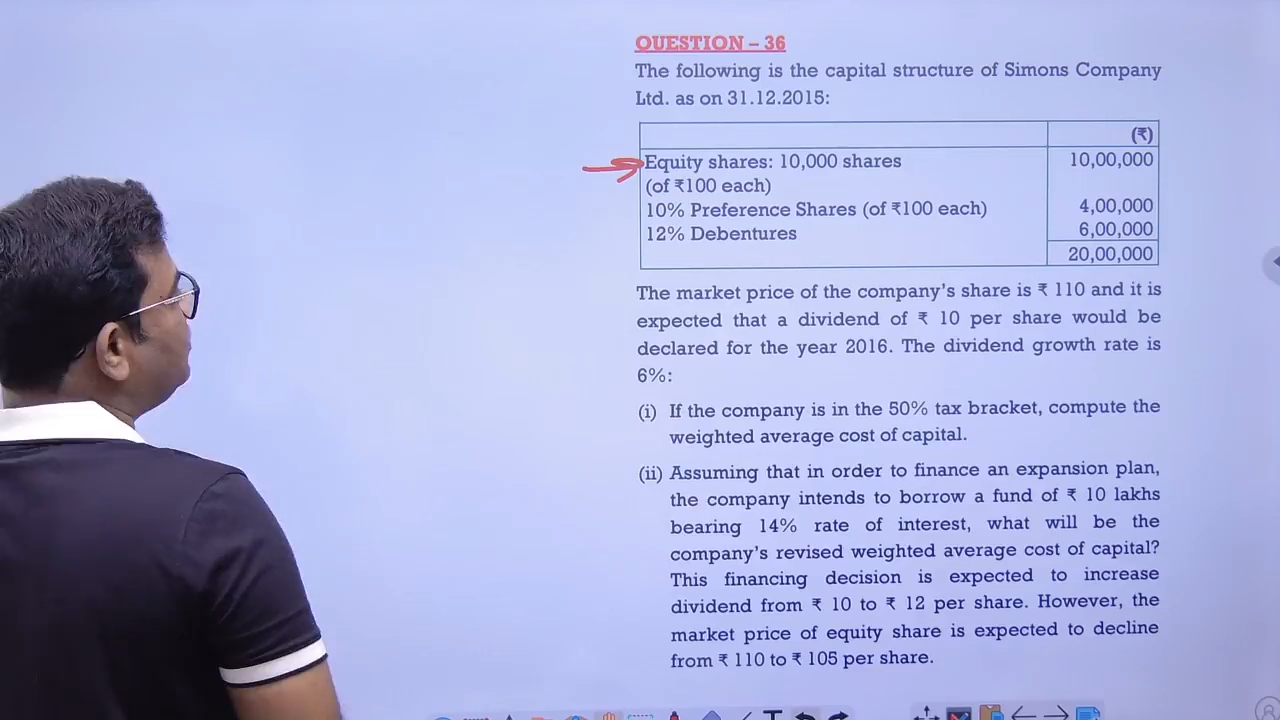 QUESTION – 36
The following is the capital structure of Simons Company
Ltd. as on 31.12.2015:
(₹)
Equity shares: 10,000 shares 10,00,000
(of ₹100 each)
10% Preference Shares (of ₹100 each) 4,00,000
12% Debentures 6,00,000
20,00,000
The market price of the company's share is ₹ 110 and it is
expected that a dividend of ₹ 10 per share would be
declared for the year 2016. The dividend growth rate is
6%:
(i) If the company is in the 50% tax bracket, compute the
weighted average cost of capital.
(ii) Assuming that in order to finance an expansion plan,
the company intends to borrow a fund of ₹ 10 lakhs
bearing 14% rate of interest, what will be the
company's revised weighted average cost of capital?
This financing decision is expected to increase
dividend from ₹ 10 to ₹ 12 per share. However, the
market price of equity share is expected to decline
from ₹ 110 to ₹ 105 per share.